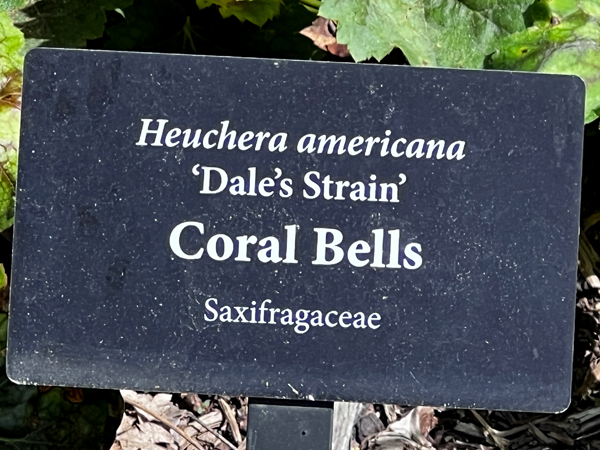 Heuchera americana
‘Dale’s Strain’
Coral Bells
Saxifragaceae